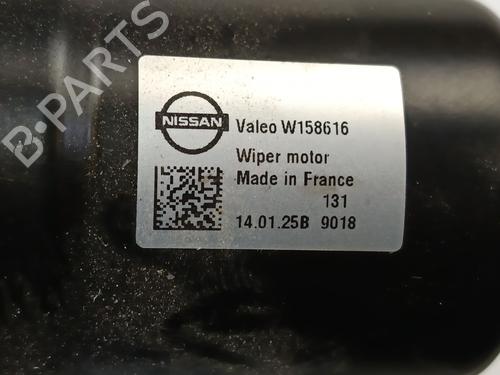 B-PARTS
NISSAN
Valeo W158616
Wiper motor
Made in France
131
14.01.25B 9018